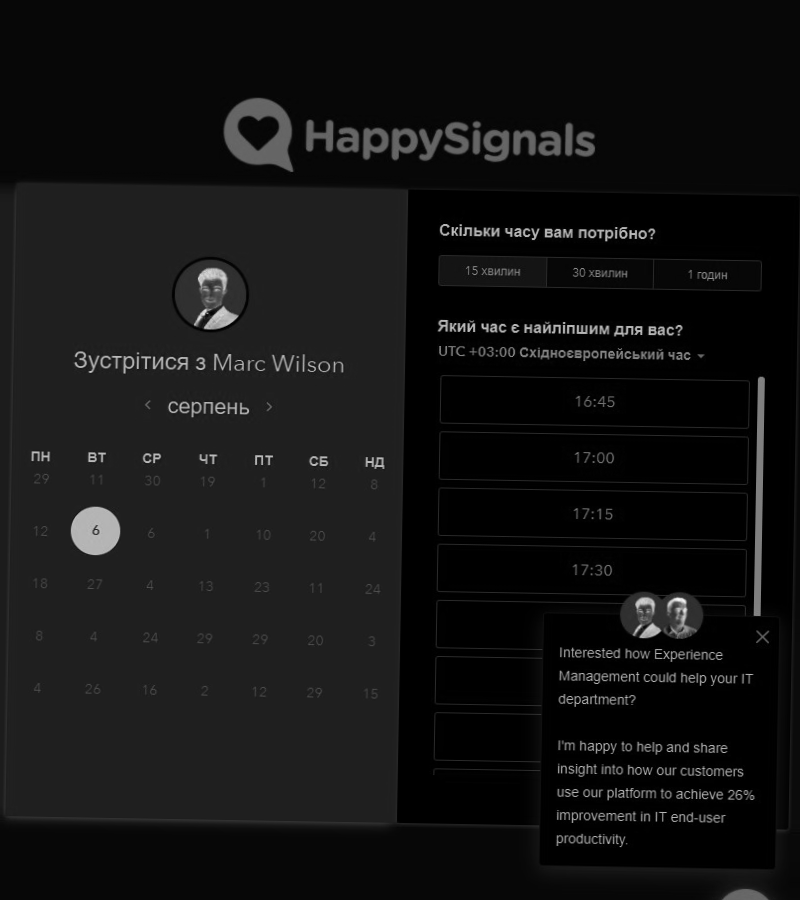 HappySignals
Зустрітися з Marc Wilson
серпень
ПН ВТ СР ЧТ ПТ СБ НД
29 11 30 19 1 12 8
12 6 6 1 10 20 4
18 27 4 13 23 11 24
8 4 24 29 29 20 3
4 26 16 2 12 29 15
Скільки часу вам потрібно?
15 хвилин 30 хвилин 1 годин
Який час є найліпшим для вас?
UTC +03:00 Східноєвропейський час
16:45
17:00
17:15
17:30
Interested how Experience
Management could help your IT
department?
I'm happy to help and share
insight into how our customers
use our platform to achieve 26%
improvement in IT end-user
productivity.